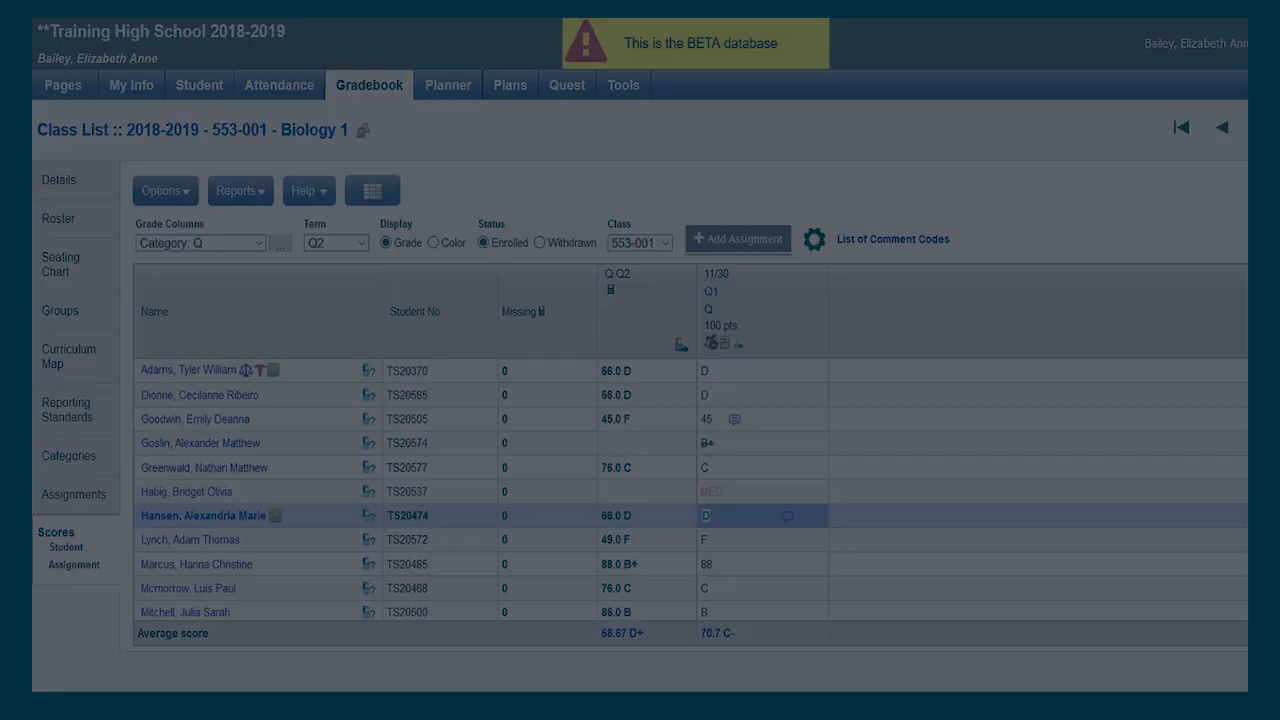 **Training High School 2018-2019
Bailey, Elizabeth Anne
This is the BETA database
Bailey, Elizabeth Ann
Pages My Info Student Attendance Gradebook Planner Plans Quest Tools
Class List :: 2018-2019 - 553-001 - Biology 1
Details
Roster
Seating
Chart
Groups
Curriculum
Map
Reporting
Standards
Categories
Assignments
Scores
Student
Assignment
Options Reports Help
Grade Columns Term Display Status Class
Category: Q ... Q2 Grade Color Enrolled Withdrawn 553-001 + Add Assignment List of Comment Codes
Name Student No Missing Q Q2 11/30
Q1
Q
100 pts.
Adams, Tyler William TS20370 0 66.0 D D
Dionne, Cecilanne Ribeiro TS20585 0 66.0 D D
Goodwin, Emily Deanna TS20505 0 45.0 F 45
Goslin, Alexander Matthew TS20574 0 B+
Greenwald, Nathan Matthew TS20577 0 76.0 C C
Habig, Bridget Olivia TS20537 0 MED
Hansen, Alexandria Marie TS20474 0 66.0 D D
Lynch, Adam Thomas TS20572 0 49.0 F F
Marcus, Hanna Christine TS20485 0 88.0 B+ 88
Mcmorrow, Luis Paul TS20468 0 76.0 C C
Mitchell, Julia Sarah TS20500 0 86.0 B B
Average score 68.67 D+ 70.7 C-